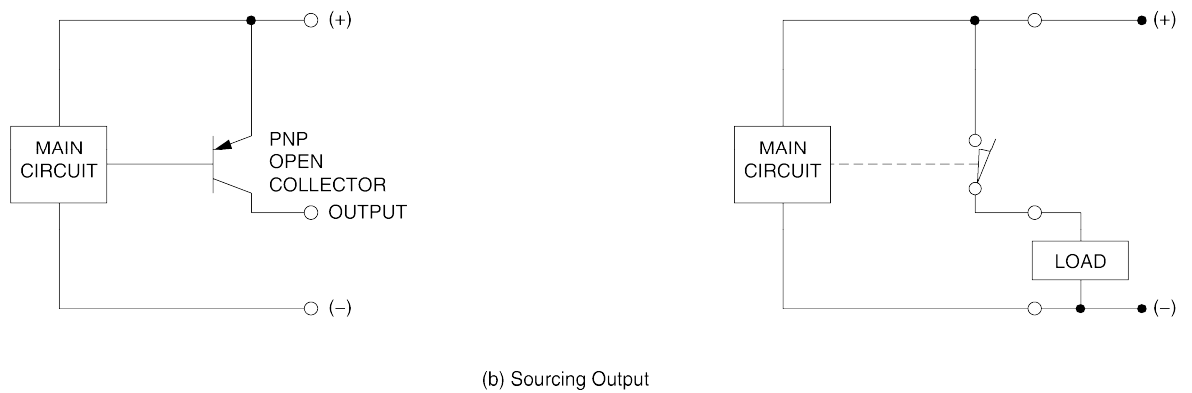 (+)
MAIN
CIRCUIT
PNP
OPEN
COLLECTOR
OUTPUT
(–)
(+)
MAIN
CIRCUIT
LOAD
(–)
(b) Sourcing Output